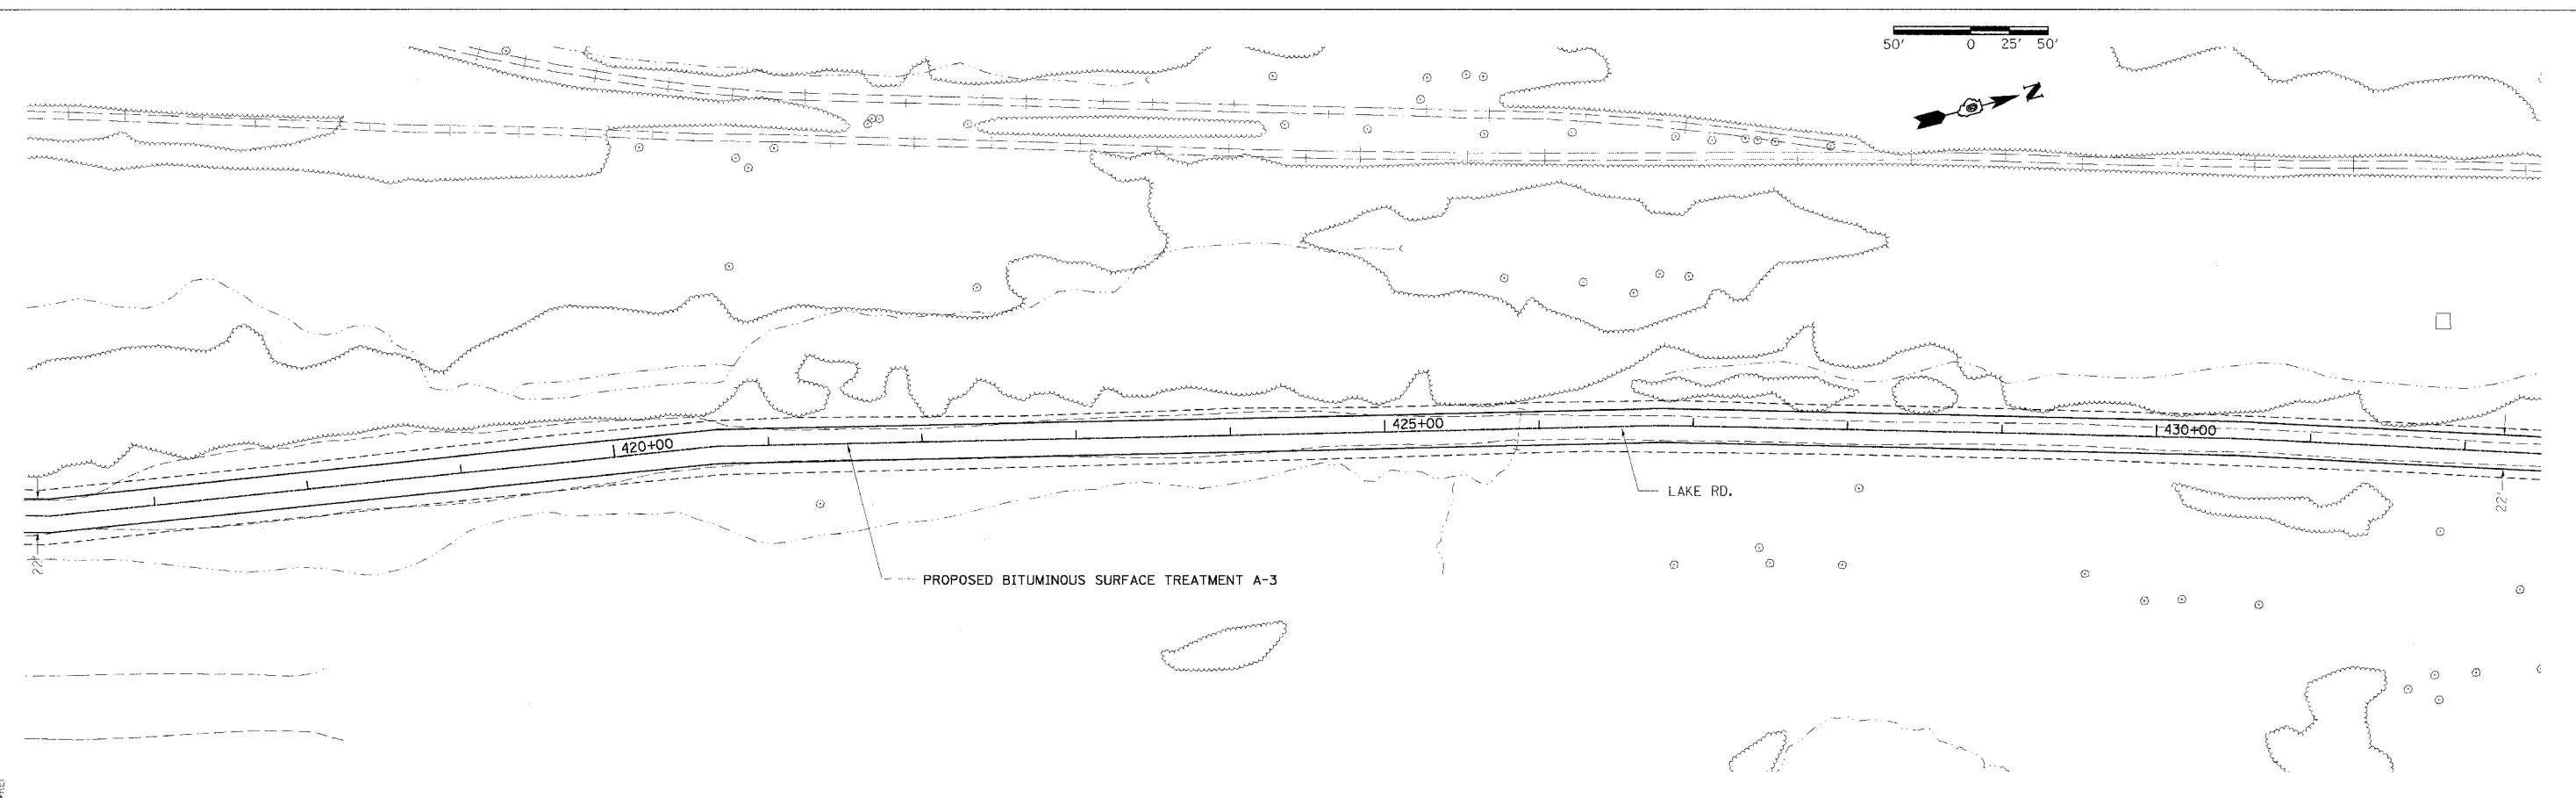 50' 0 25' 50'
N
425+00
430+00
420+00
LAKE RD.
22'
22'
PROPOSED BITUMINOUS SURFACE TREATMENT A-3